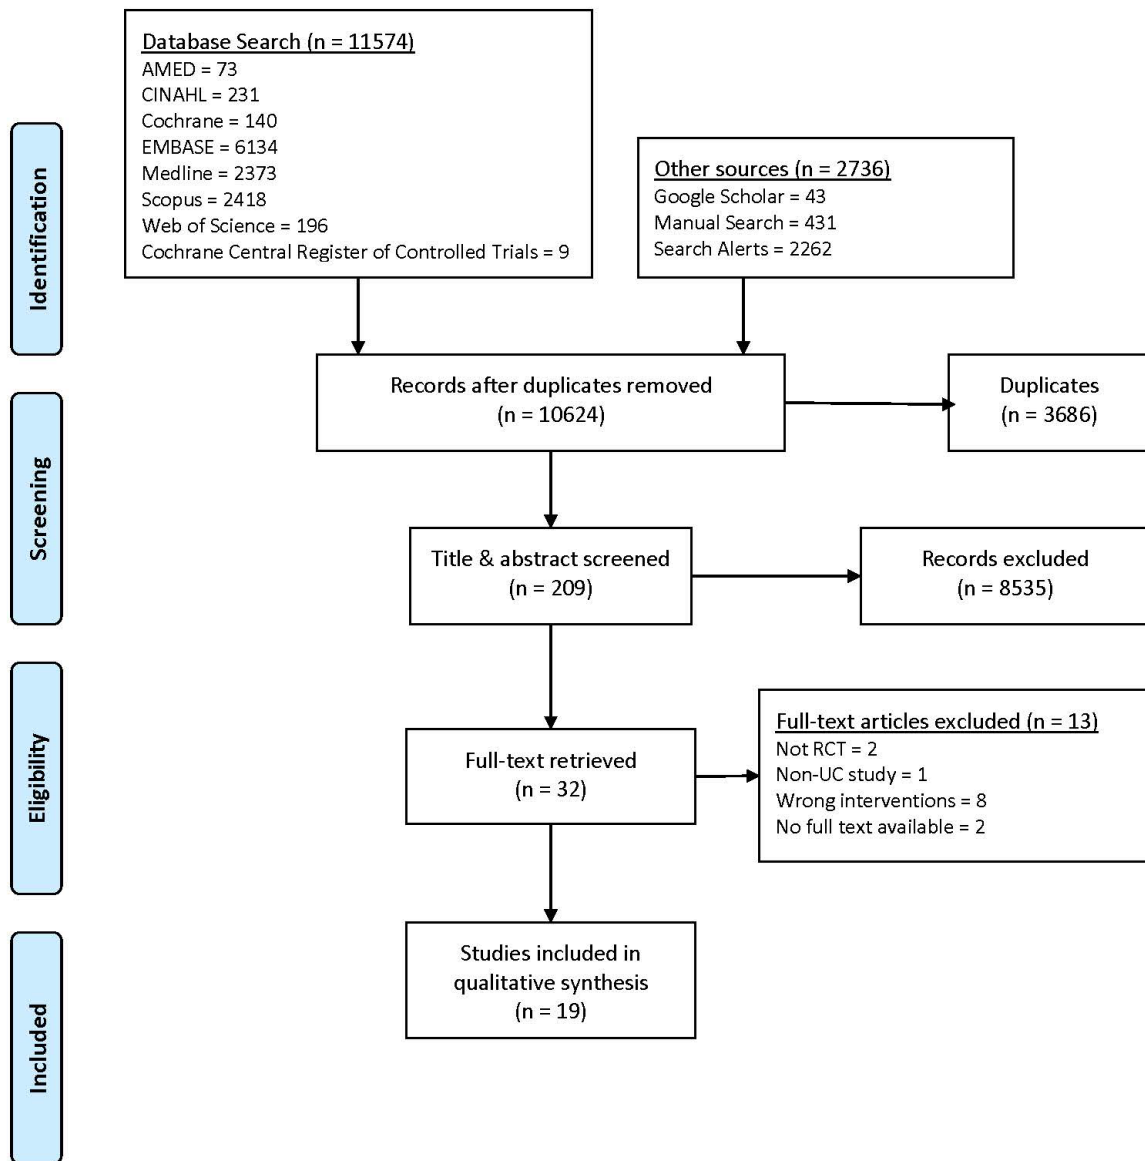 Database Search (n = 11574)
AMED = 73
CINAHL = 231
Cochrane = 140
EMBASE = 6134
Medline = 2373
Scopus = 2418
Web of Science = 196
Cochrane Central Register of Controlled Trials = 9
Other sources (n = 2736)
Google Scholar = 43
Manual Search = 431
Search Alerts = 2262
Identification
Records after duplicates removed
(n = 10624)
Duplicates
(n = 3686)
Screening
Title & abstract screened
(n = 209)
Records excluded
(n = 8535)
Eligibility
Full-text retrieved
(n = 32)
Full-text articles excluded (n = 13)
Not RCT = 2
Non-UC study = 1
Wrong interventions = 8
No full text available = 2
Included
Studies included in
qualitative synthesis
(n = 19)